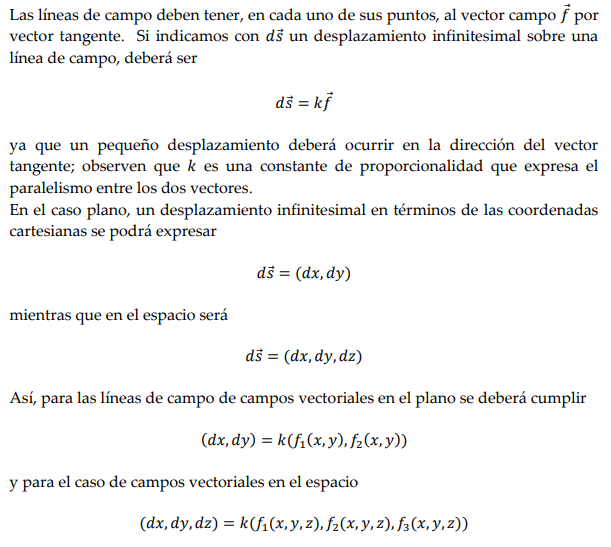 Las líneas de campo deben tener, en cada uno de sus puntos, al vector campo $\vec{f}$ por
vector tangente. Si indicamos con $d\vec{s}$ un desplazamiento infinitesimal sobre una
línea de campo, deberá ser
$d\vec{s} = k\vec{f}$
ya que un pequeño desplazamiento deberá ocurrir en la dirección del vector
tangente; observen que $k$ es una constante de proporcionalidad que expresa el
paralelismo entre los dos vectores.
En el caso plano, un desplazamiento infinitesimal en términos de las coordenadas
cartesianas se podrá expresar
$d\vec{s} = (dx, dy)$
mientras que en el espacio será
$d\vec{s} = (dx, dy, dz)$
Así, para las líneas de campo de campos vectoriales en el plano se deberá cumplir
$(dx, dy) = k(f_1(x, y), f_2(x, y))$
y para el caso de campos vectoriales en el espacio
$(dx, dy, dz) = k(f_1(x, y, z), f_2(x, y, z), f_3(x, y, z))$